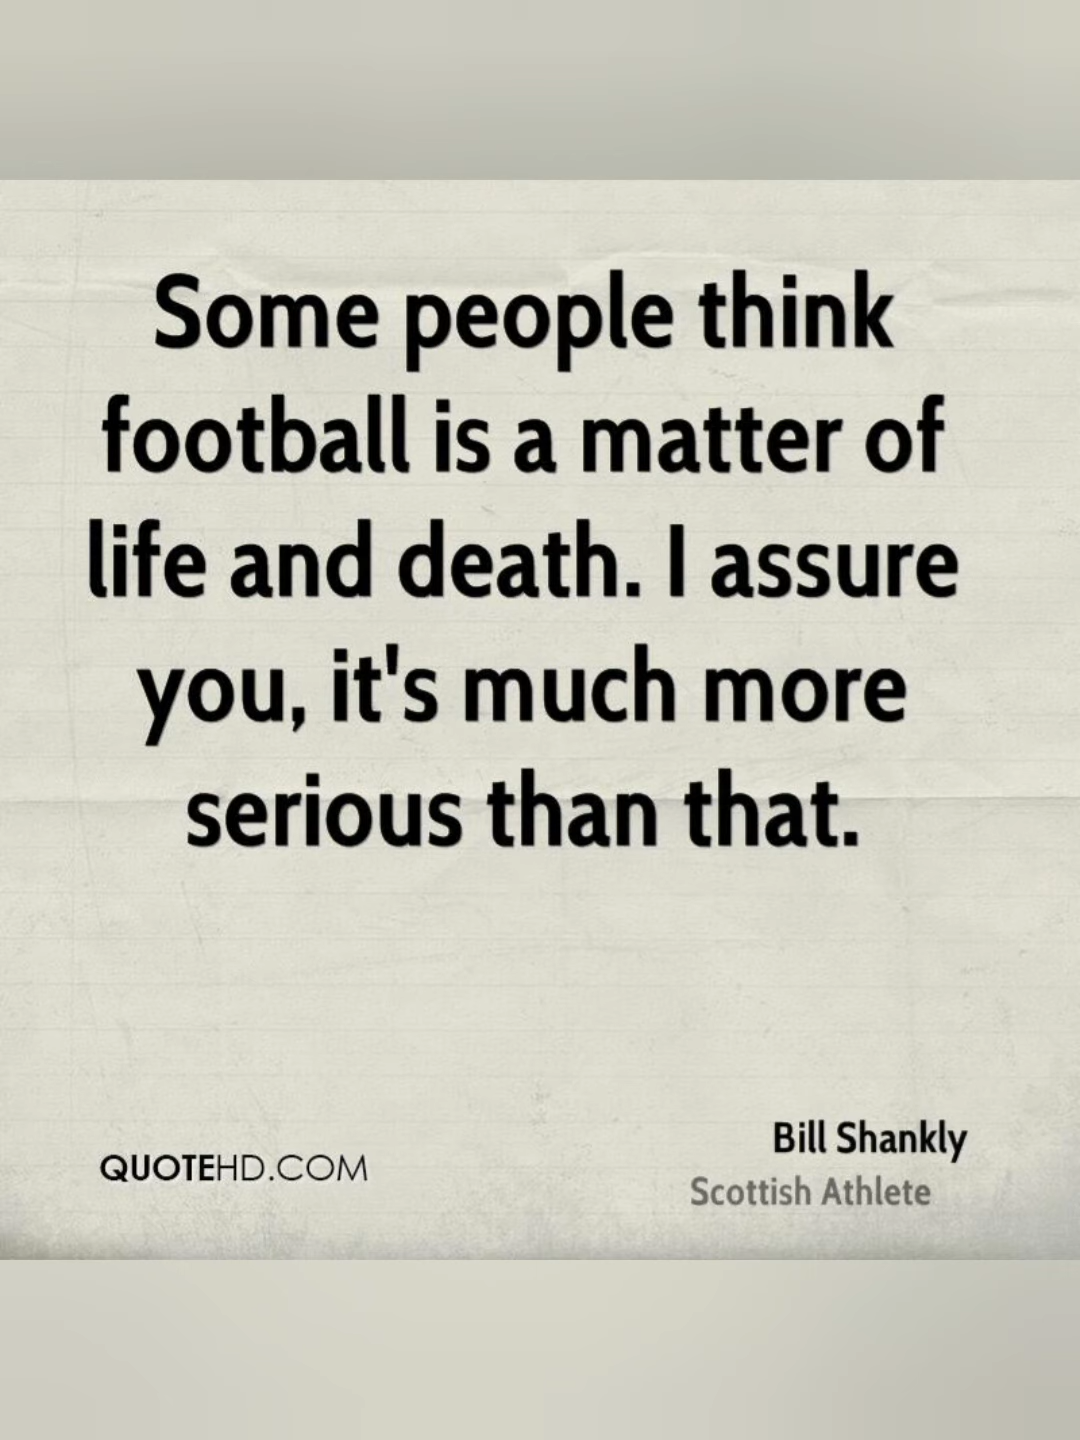 Some people think
football is a matter of
life and death. I assure
you, it's much more
serious than that.
Bill Shankly
QUOTEHD.COM
Scottish Athlete